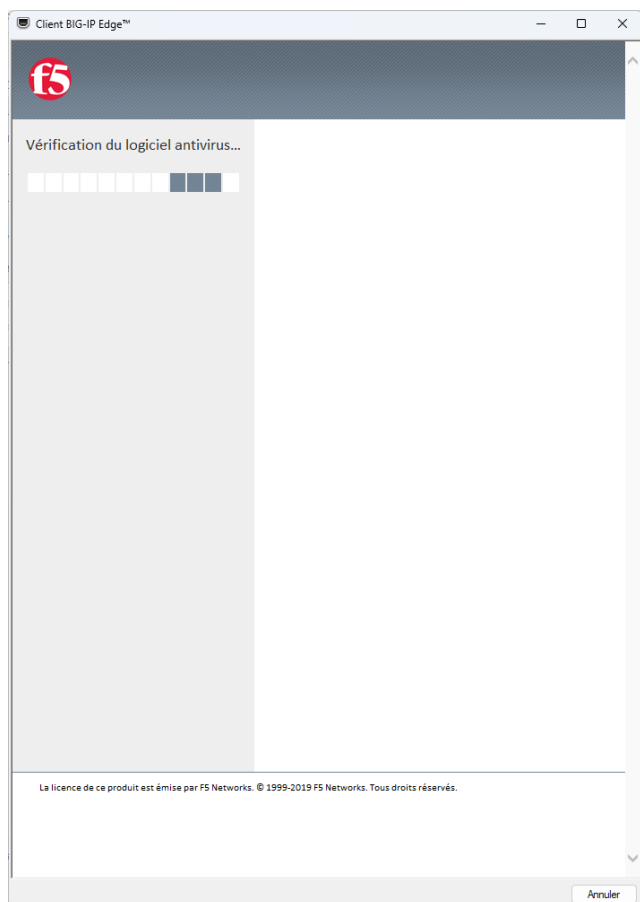 Client BIG-IP Edge™
f5
Vérification du logiciel antivirus...
La licence de ce produit est émise par F5 Networks. © 1999-2019 F5 Networks. Tous droits réservés.
Annuler